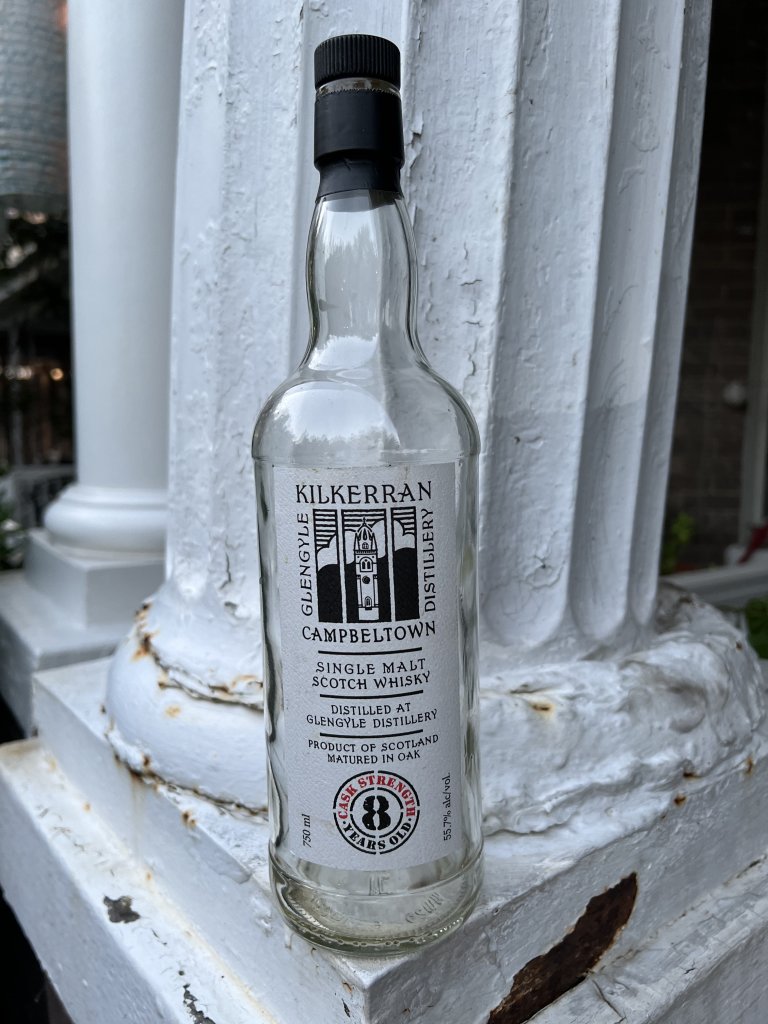 KILKERRAN
GLENGYLE
DISTILLERY
CAMPBELTOWN
SINGLE MALT
SCOTCH WHISKY
DISTILLED AT
GLENGYLE DISTILLERY
PRODUCT OF SCOTLAND
MATURED IN OAK
CASK STRENGTH
8
·YEARS OLD·
750 ml
55.7% alc/vol.